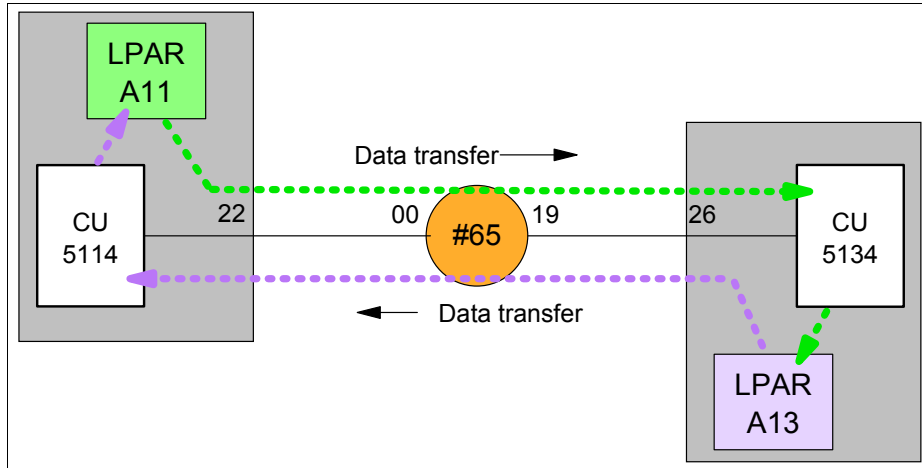 LPAR
A11
Data transfer
CU
5114
22
00
#65
19
26
CU
5134
Data transfer
LPAR
A13